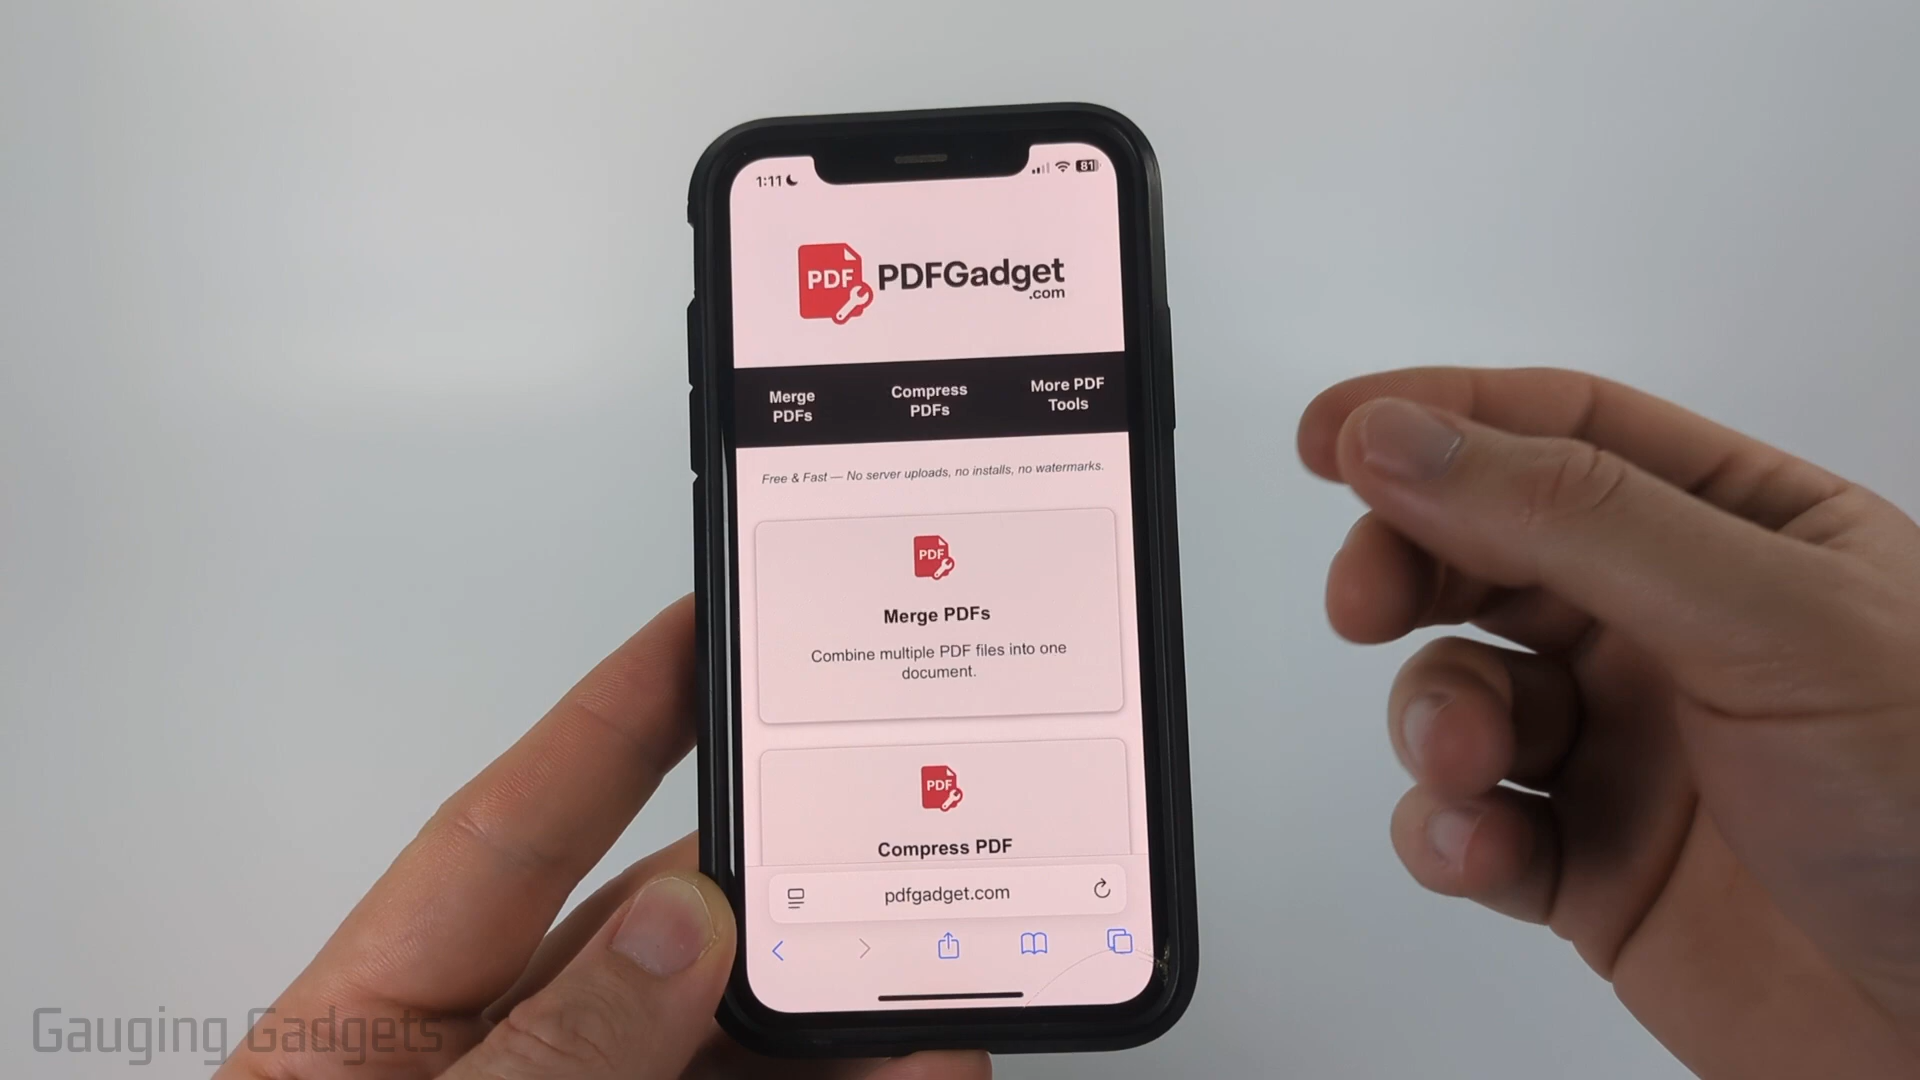 1:11
81
PDF
PDFGadget
.com
Merge
PDFs
Compress
PDFs
More PDF
Tools
Free & Fast — No server uploads, no installs, no watermarks.
PDF
Merge PDFs
Combine multiple PDF files into one
document.
PDF
Compress PDF
pdfgadget.com
Gauging Gadgets